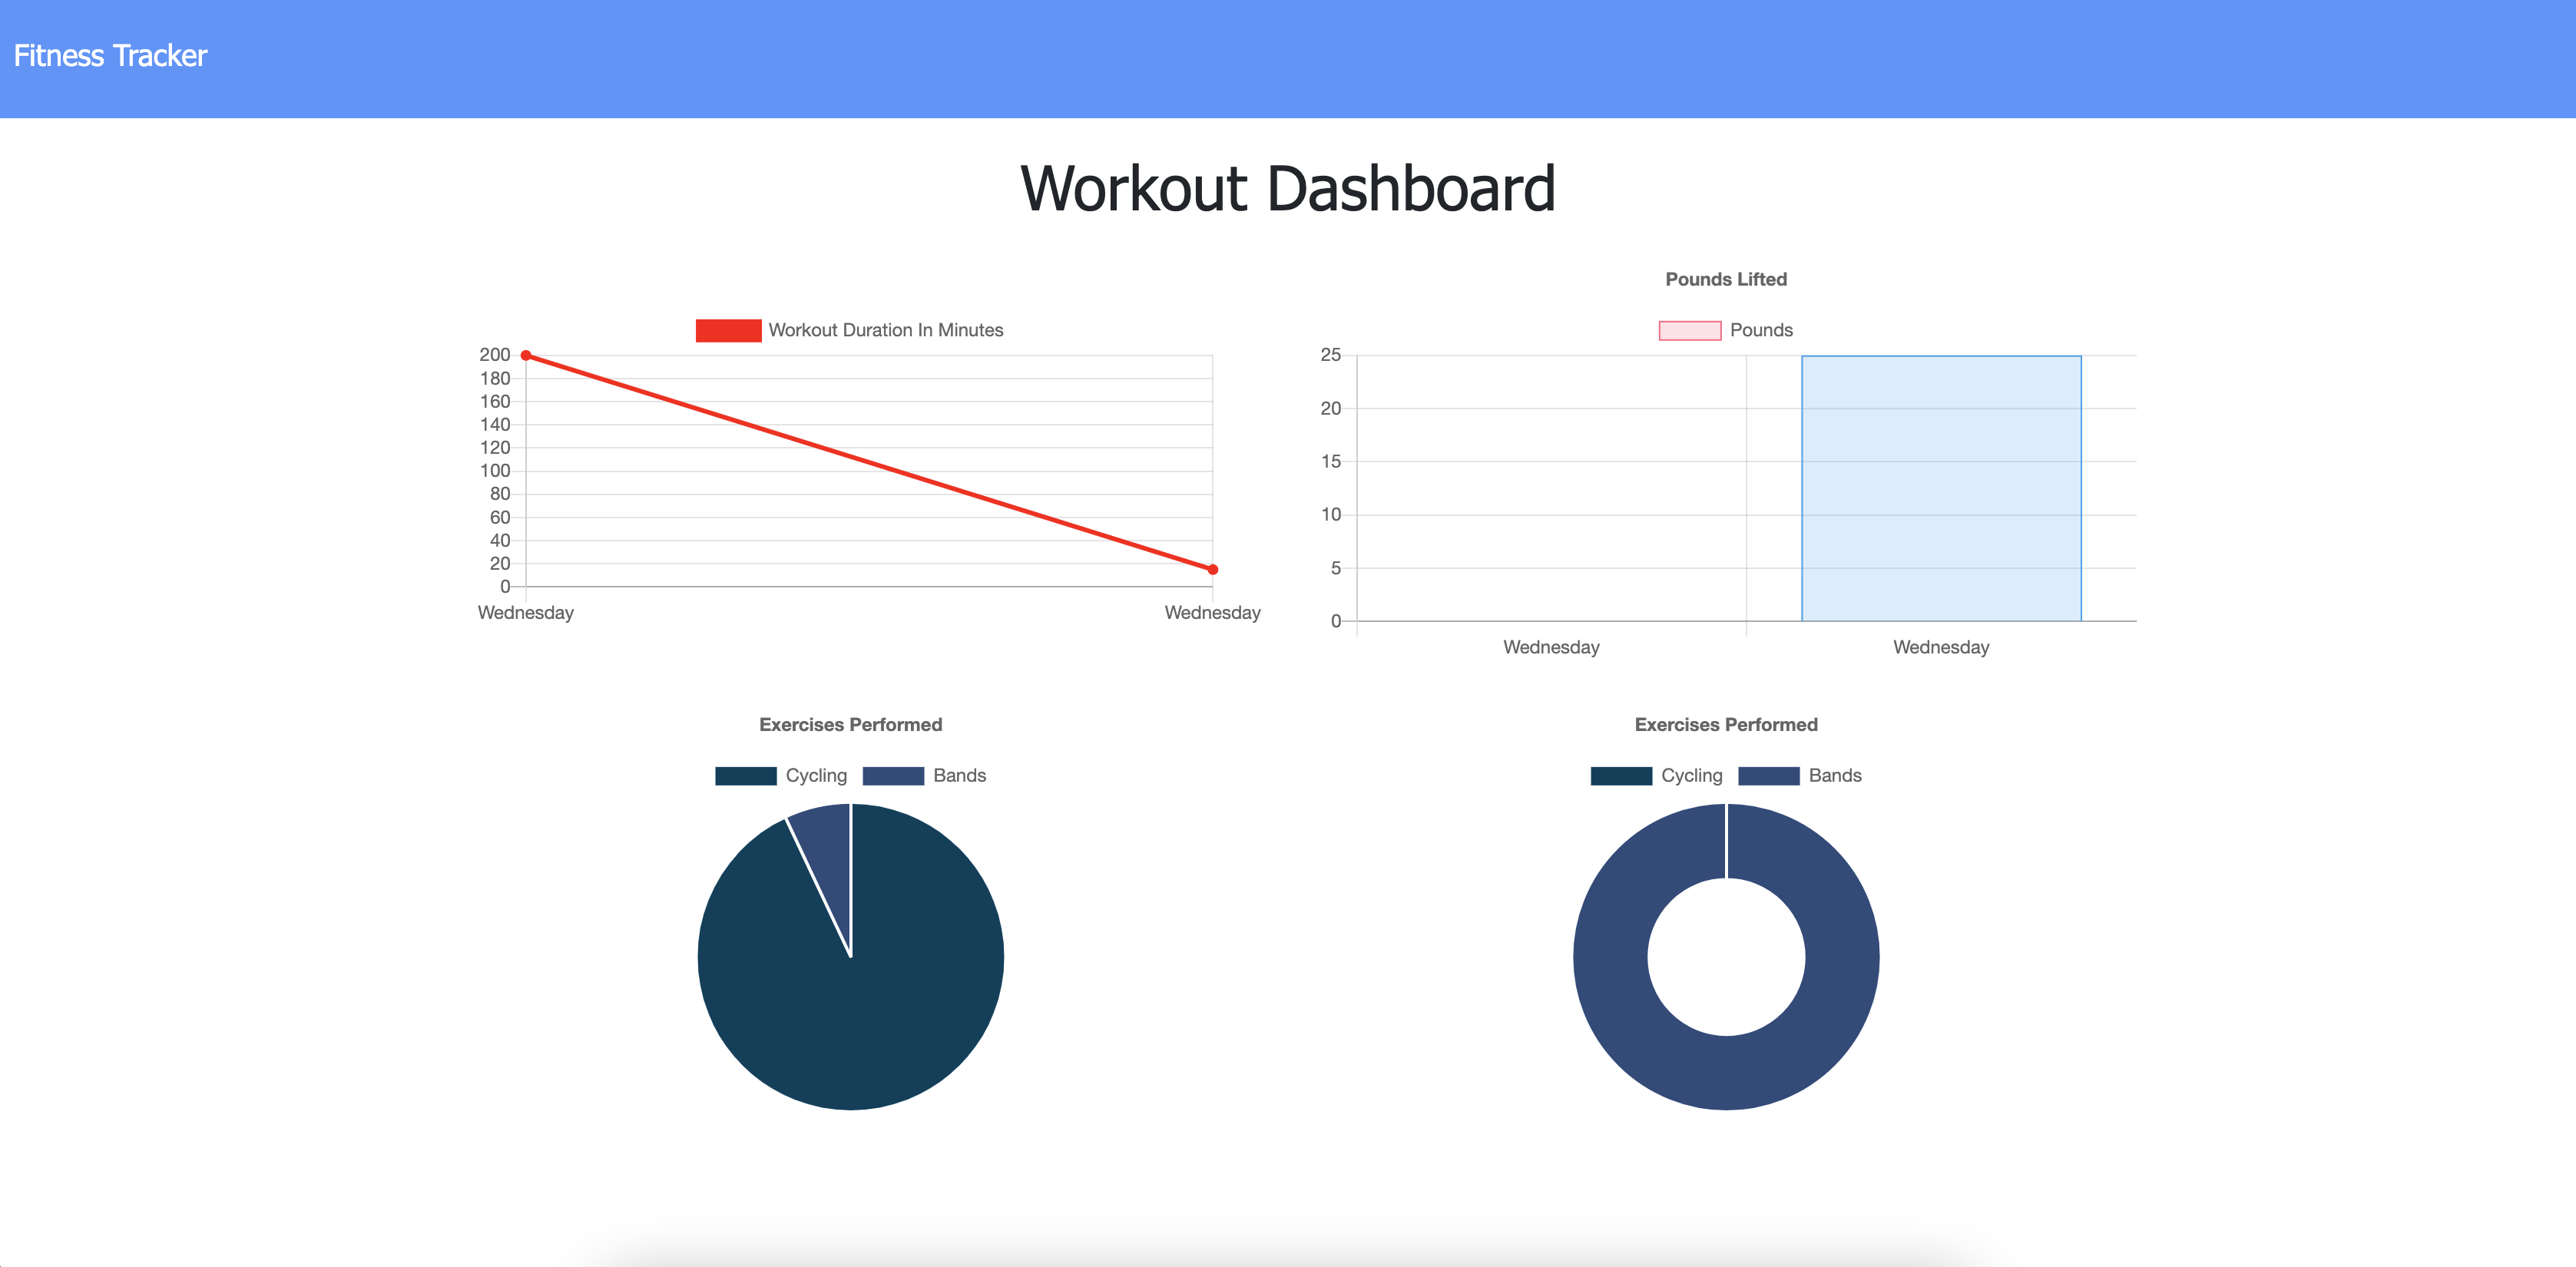 Fitness Tracker
Workout Dashboard
Workout Duration In Minutes
200
180
160
140
120
100
80
60
40
20
0
Wednesday Wednesday
Pounds Lifted
Pounds
25
20
15
10
5
0
Wednesday Wednesday
Exercises Performed
Cycling Bands
Exercises Performed
Cycling Bands